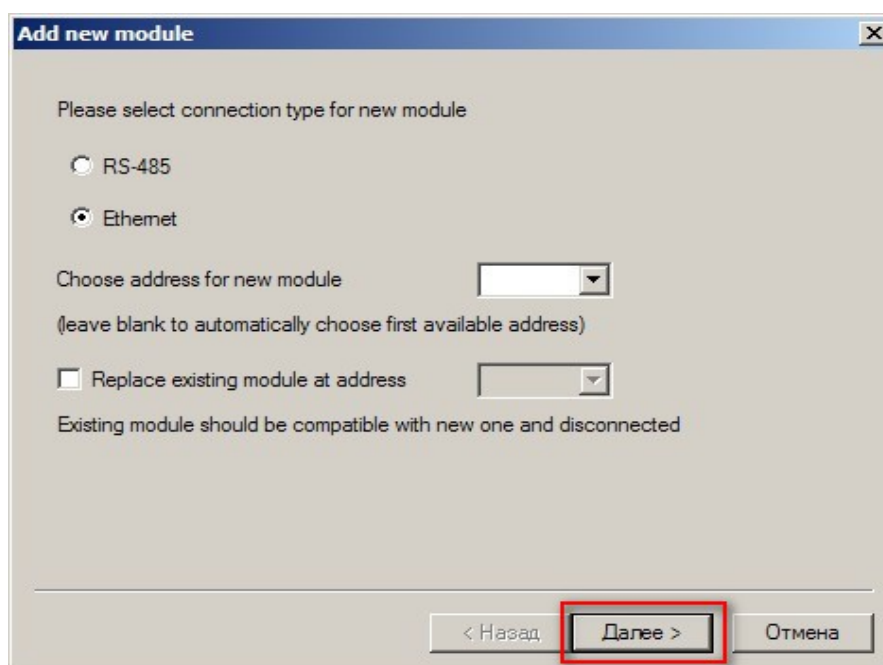 Add new module
Please select connection type for new module
RS-485
Ethernet
Choose address for new module
(leave blank to automatically choose first available address)
Replace existing module at address
Existing module should be compatible with new one and disconnected
< Назад Далее > Отмена